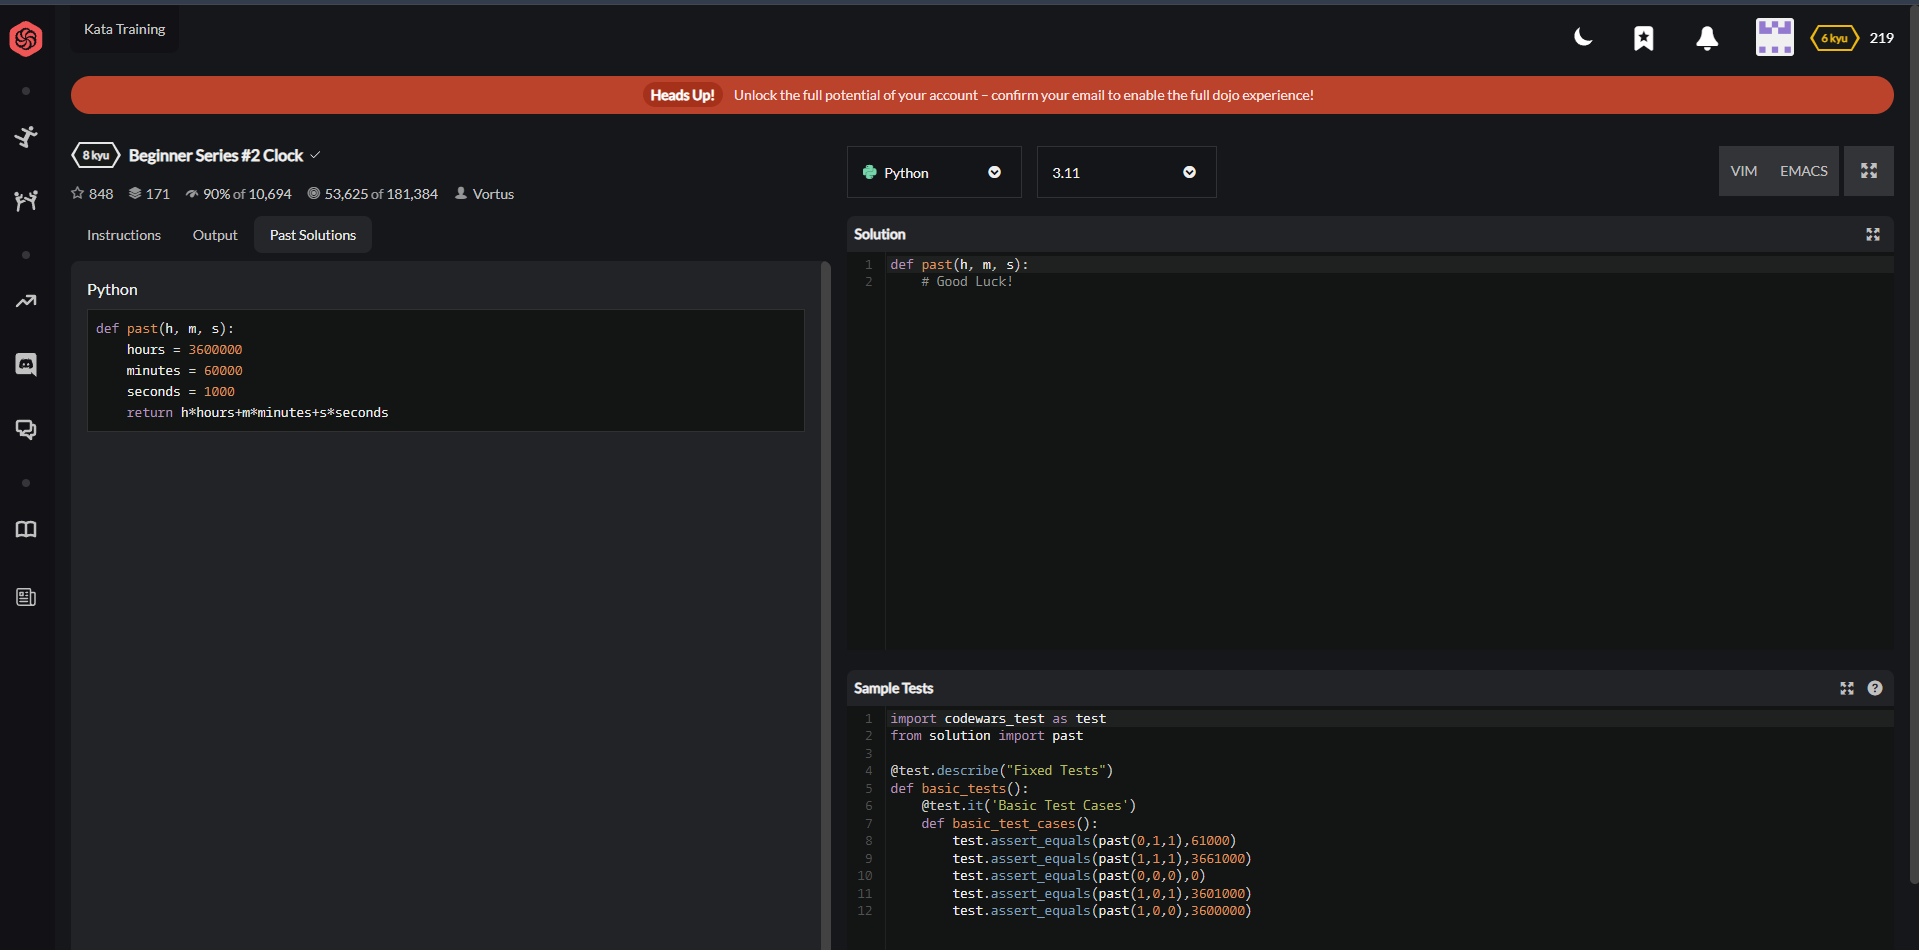 Kata Training
6 kyu 219
Heads Up! Unlock the full potential of your account – confirm your email to enable the full dojo experience!
8 kyu Beginner Series #2 Clock
848 171 90% of 10,694 53,625 of 181,384 Vortus
Instructions Output Past Solutions
Python
def past(h, m, s):
    hours = 3600000
    minutes = 60000
    seconds = 1000
    return h*hours+m*minutes+s*seconds
Python 3.11 VIM EMACS
Solution
1 def past(h, m, s):
2     # Good Luck!
Sample Tests
1 import codewars_test as test
2 from solution import past
3
4 @test.describe("Fixed Tests")
5 def basic_tests():
6     @test.it('Basic Test Cases')
7     def basic_test_cases():
8         test.assert_equals(past(0,1,1),61000)
9         test.assert_equals(past(1,1,1),3661000)
10         test.assert_equals(past(0,0,0),0)
11         test.assert_equals(past(1,0,1),3601000)
12         test.assert_equals(past(1,0,0),3600000)